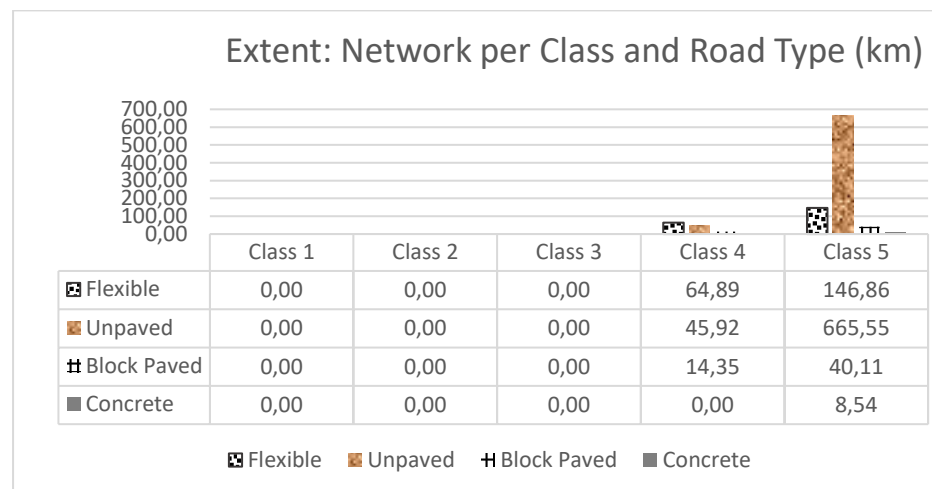 Extent: Network per Class and Road Type (km)
700,00
600,00
500,00
400,00
300,00
200,00
100,00
0,00
Class 1 Class 2 Class 3 Class 4 Class 5
Flexible 0,00 0,00 0,00 64,89 146,86
Unpaved 0,00 0,00 0,00 45,92 665,55
Block Paved 0,00 0,00 0,00 14,35 40,11
Concrete 0,00 0,00 0,00 0,00 8,54
Flexible Unpaved Block Paved Concrete